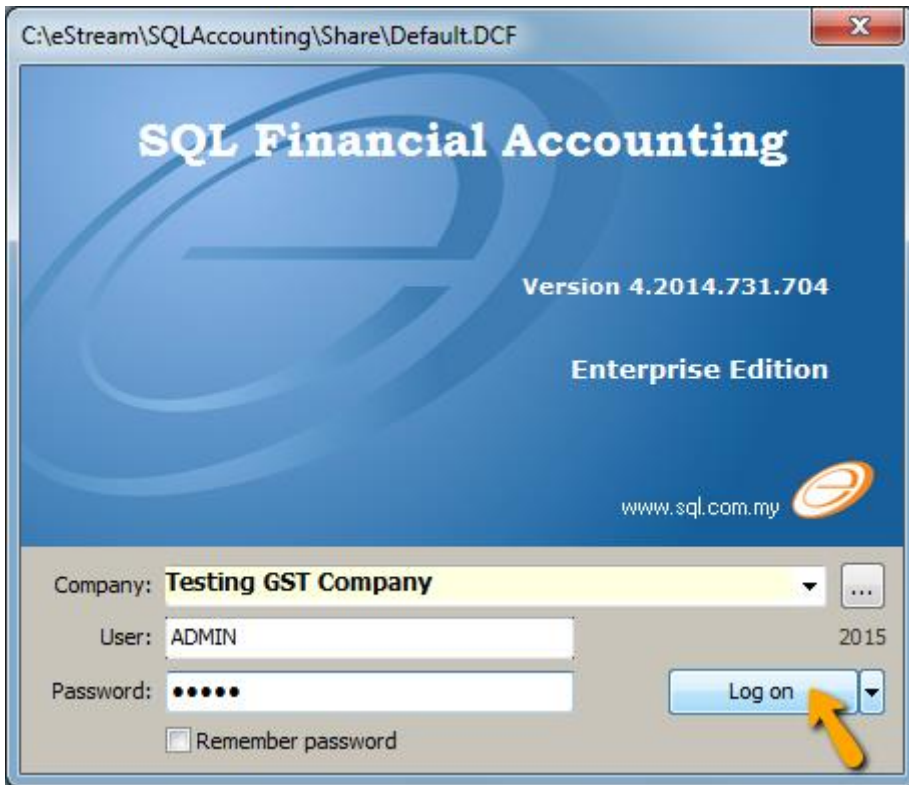 C:\eStream\SQLAccounting\Share\Default.DCF
SQL Financial Accounting
Version 4.2014.731.704
Enterprise Edition
www.sql.com.my
Company: Testing GST Company ...
User: ADMIN 2015
Password: ●●●●● Log on
Remember password